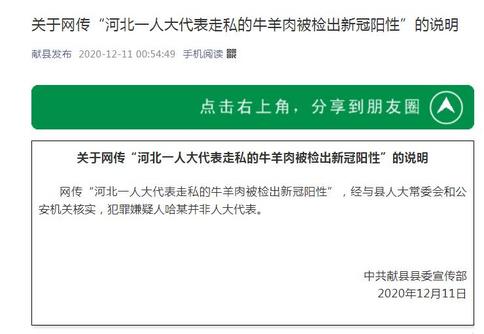 关于网传“河北一人大代表走私的牛羊肉被检出新冠阳性”的说明
献县发布 2020-12-11 00:54:49 手机阅读
点击右上角，分享到朋友圈
关于网传“河北一人大代表走私的牛羊肉被检出新冠阳性”的说明
网传“河北一人大代表走私的牛羊肉被检出新冠阳性”，经与县人大常委会和公
安机关核实，犯罪嫌疑人哈某并非人大代表。
中共献县县委宣传部
2020年12月11日